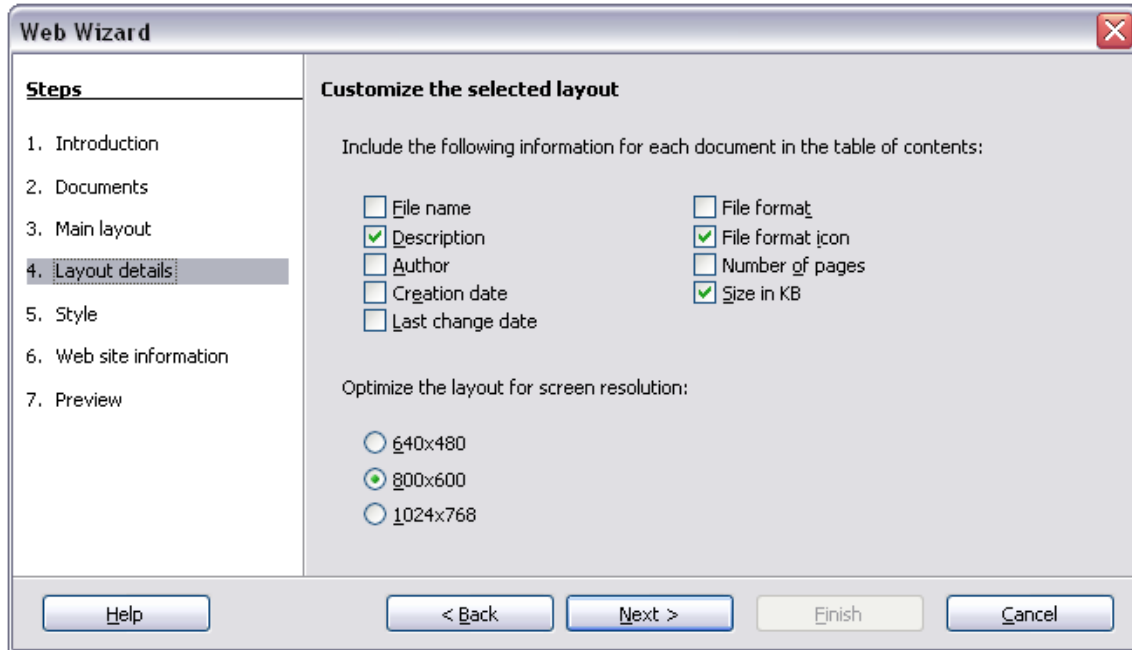 Web Wizard
Steps
1. Introduction
2. Documents
3. Main layout
4. Layout details
5. Style
6. Web site information
7. Preview
Customize the selected layout
Include the following information for each document in the table of contents:
File name
Description
Author
Creation date
Last change date
File format
File format icon
Number of pages
Size in KB
Optimize the layout for screen resolution:
640x480
800x600
1024x768
Help
< Back
Next >
Finish
Cancel